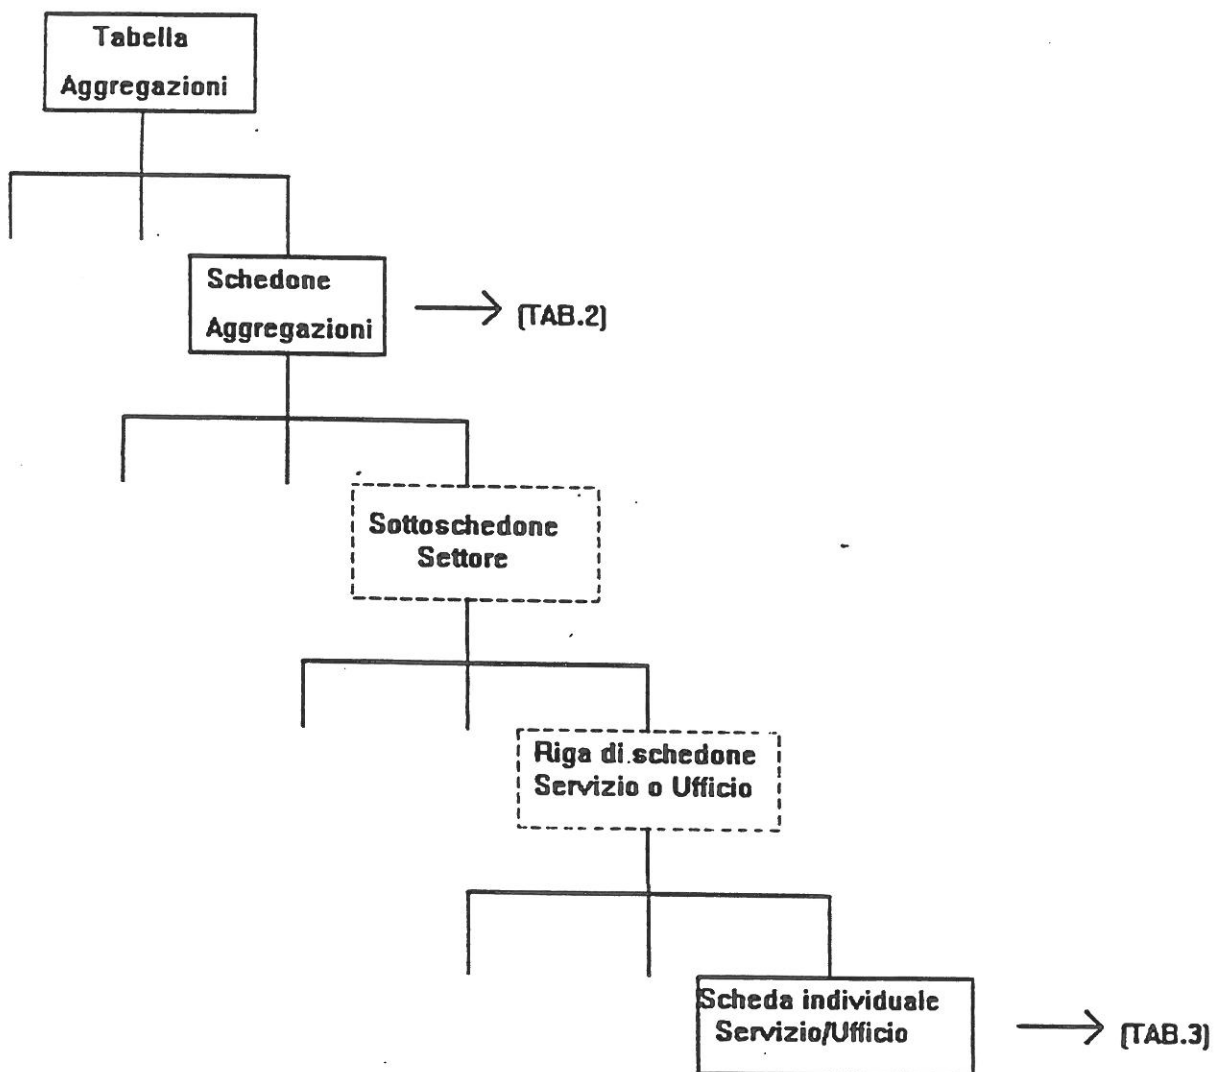 Tabella
Aggregazioni
Schedone
Aggregazioni
(TAB.2)
Sottoschedone
Settore
Riga di schedone
Servizio o Ufficio
Scheda individuale
Servizio/Ufficio
(TAB.3)